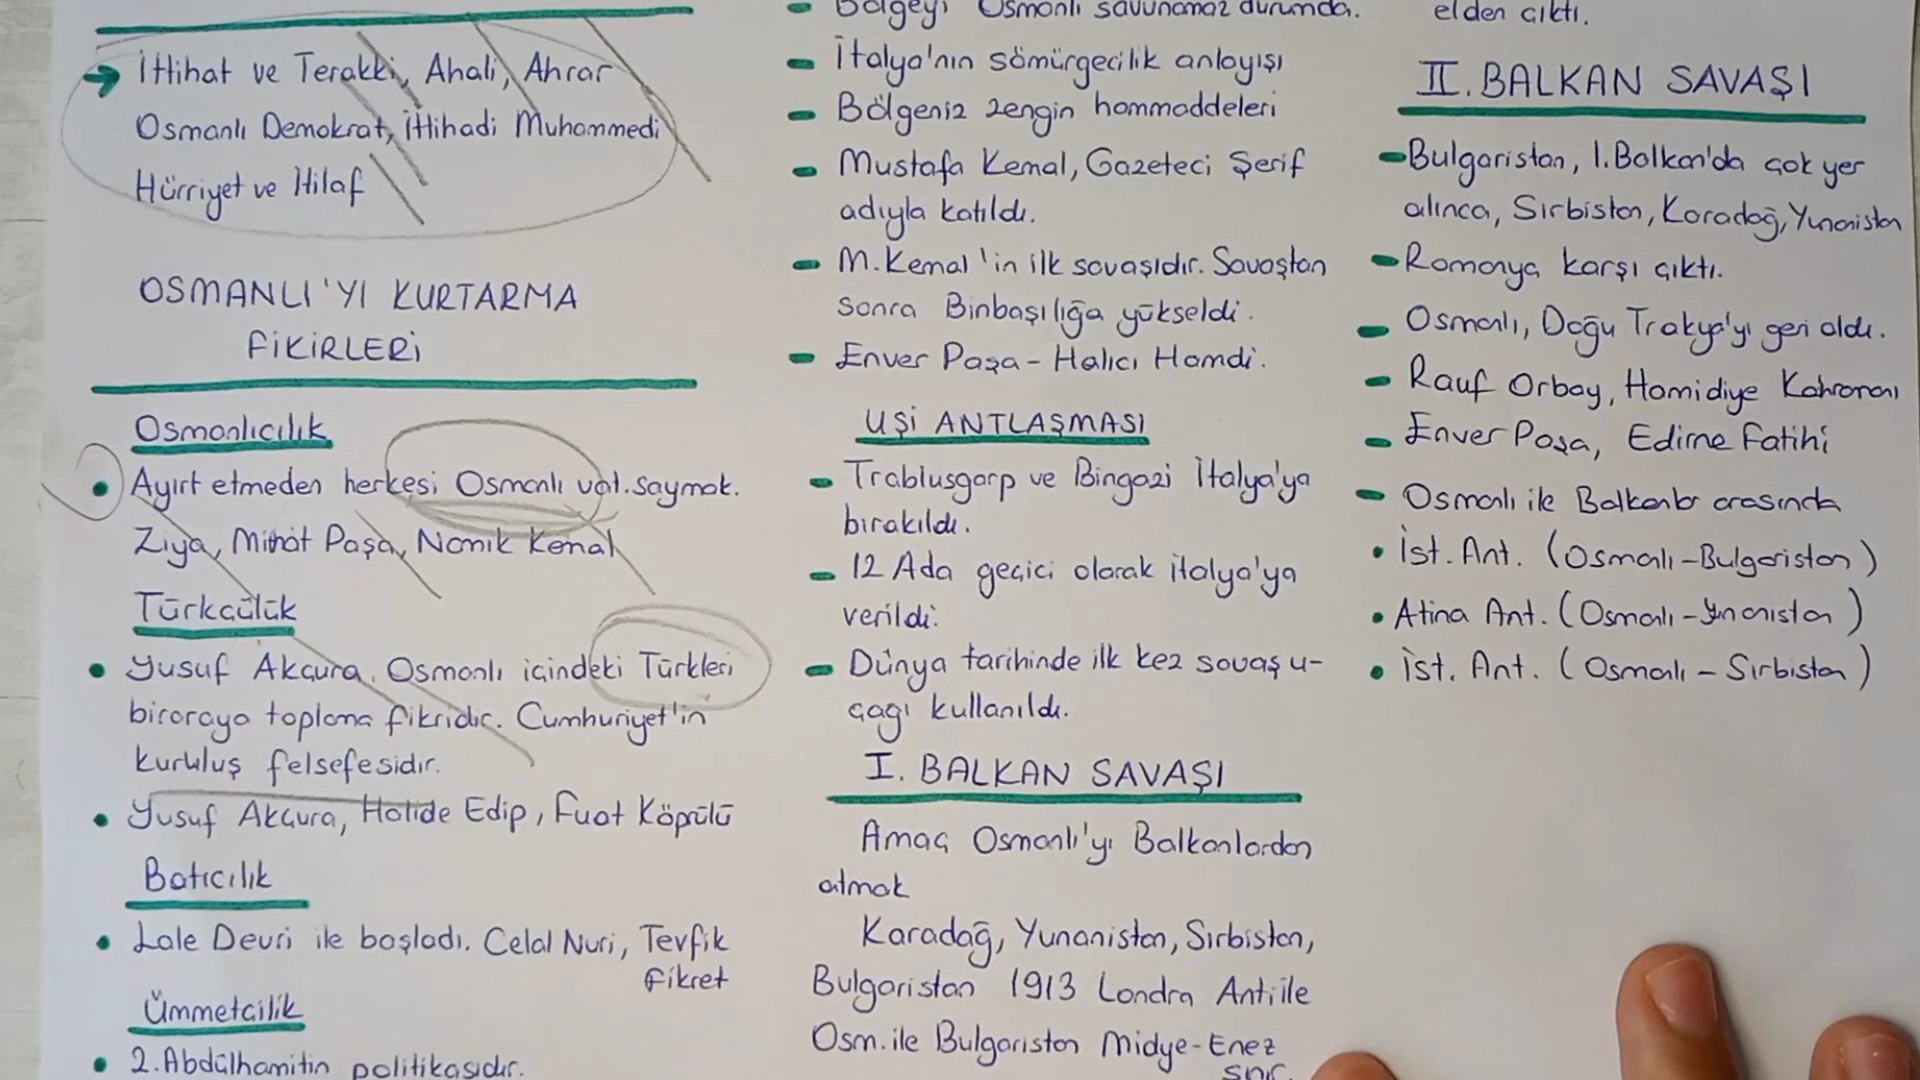 → İttihat ve Terakki, Ahali, Ahrar
Osmanlı Demokrat, İttihadi Muhammedi
Hürriyet ve İtilaf
OSMANLI'YI KURTARMA
FİKİRLERİ
Osmanlıcılık
• Ayırt etmeden herkesi Osmanlı vat. saymak.
Ziya, Mithat Paşa, Namık Kemal
Türkçülük
• Yusuf Akçura, Osmanlı içindeki Türkleri
biraraya toplama fikridir. Cumhuriyet'in
kuruluş felsefesidir.
• Yusuf Akçura, Halide Edip, Fuat Köprülü
Batıcılık
• Lale Devri ile başladı. Celal Nuri, Tevfik
Fikret
Ümmetçilik
• 2. Abdülhamitin politikasıdır.
- Bölgeyi Osmanlı savunamaz durumda.
- İtalya'nın sömürgecilik anlayışı
- Bölgeniz zengin hammaddeleri
- Mustafa Kemal, Gazeteci Şerif
adıyla katıldı.
- M. Kemal'in ilk savaşıdır. Savaştan
sonra Binbaşılığa yükseldi.
- Enver Paşa - Halıcı Hamdi.
UŞİ ANTLAŞMASI
- Trablusgarp ve Bingazi İtalya'ya
bırakıldı.
- 12 Ada geçici olarak italya'ya
verildi.
- Dünya tarihinde ilk kez savaş u-
çağı kullanıldı.
I. BALKAN SAVAŞI
Amaç Osmanlı'yı Balkanlardan
atmak
Karadağ, Yunanistan, Sırbistan,
Bulgaristan 1913 Londra Ant ile
Osm. ile Bulgaristan Midye-Enez
sınır.
elden çıktı.
II. BALKAN SAVAŞI
- Bulgaristan, I. Balkan'da çok yer
alınca, Sırbistan, Karadağ, Yunanistan
- Romanya karşı çıktı.
- Osmanlı, Doğu Trakya'yı geri aldı.
- Rauf Orbay, Hamidiye Kahramanı
- Enver Paşa, Edirne Fatihi
- Osmanlı ile Balkanlar arasında
• İst. Ant. (Osmanlı-Bulgaristan)
• Atina Ant. (Osmanlı-Yunanistan)
• İst. Ant. (Osmanlı - Sırbistan)